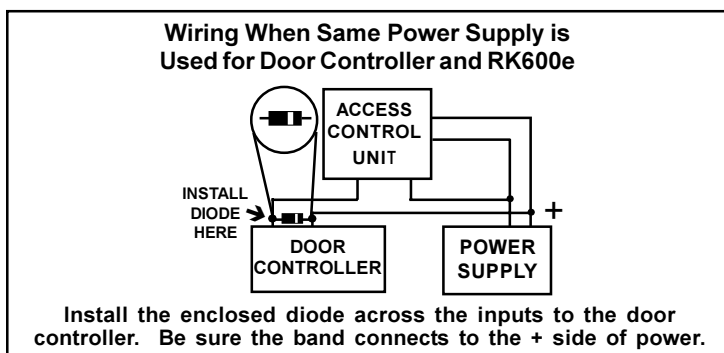 Wiring When Same Power Supply is
Used for Door Controller and RK600e
ACCESS
CONTROL
UNIT
INSTALL
DIODE
HERE
+
DOOR
CONTROLLER
POWER
SUPPLY
Install the enclosed diode across the inputs to the door
controller. Be sure the band connects to the + side of power.